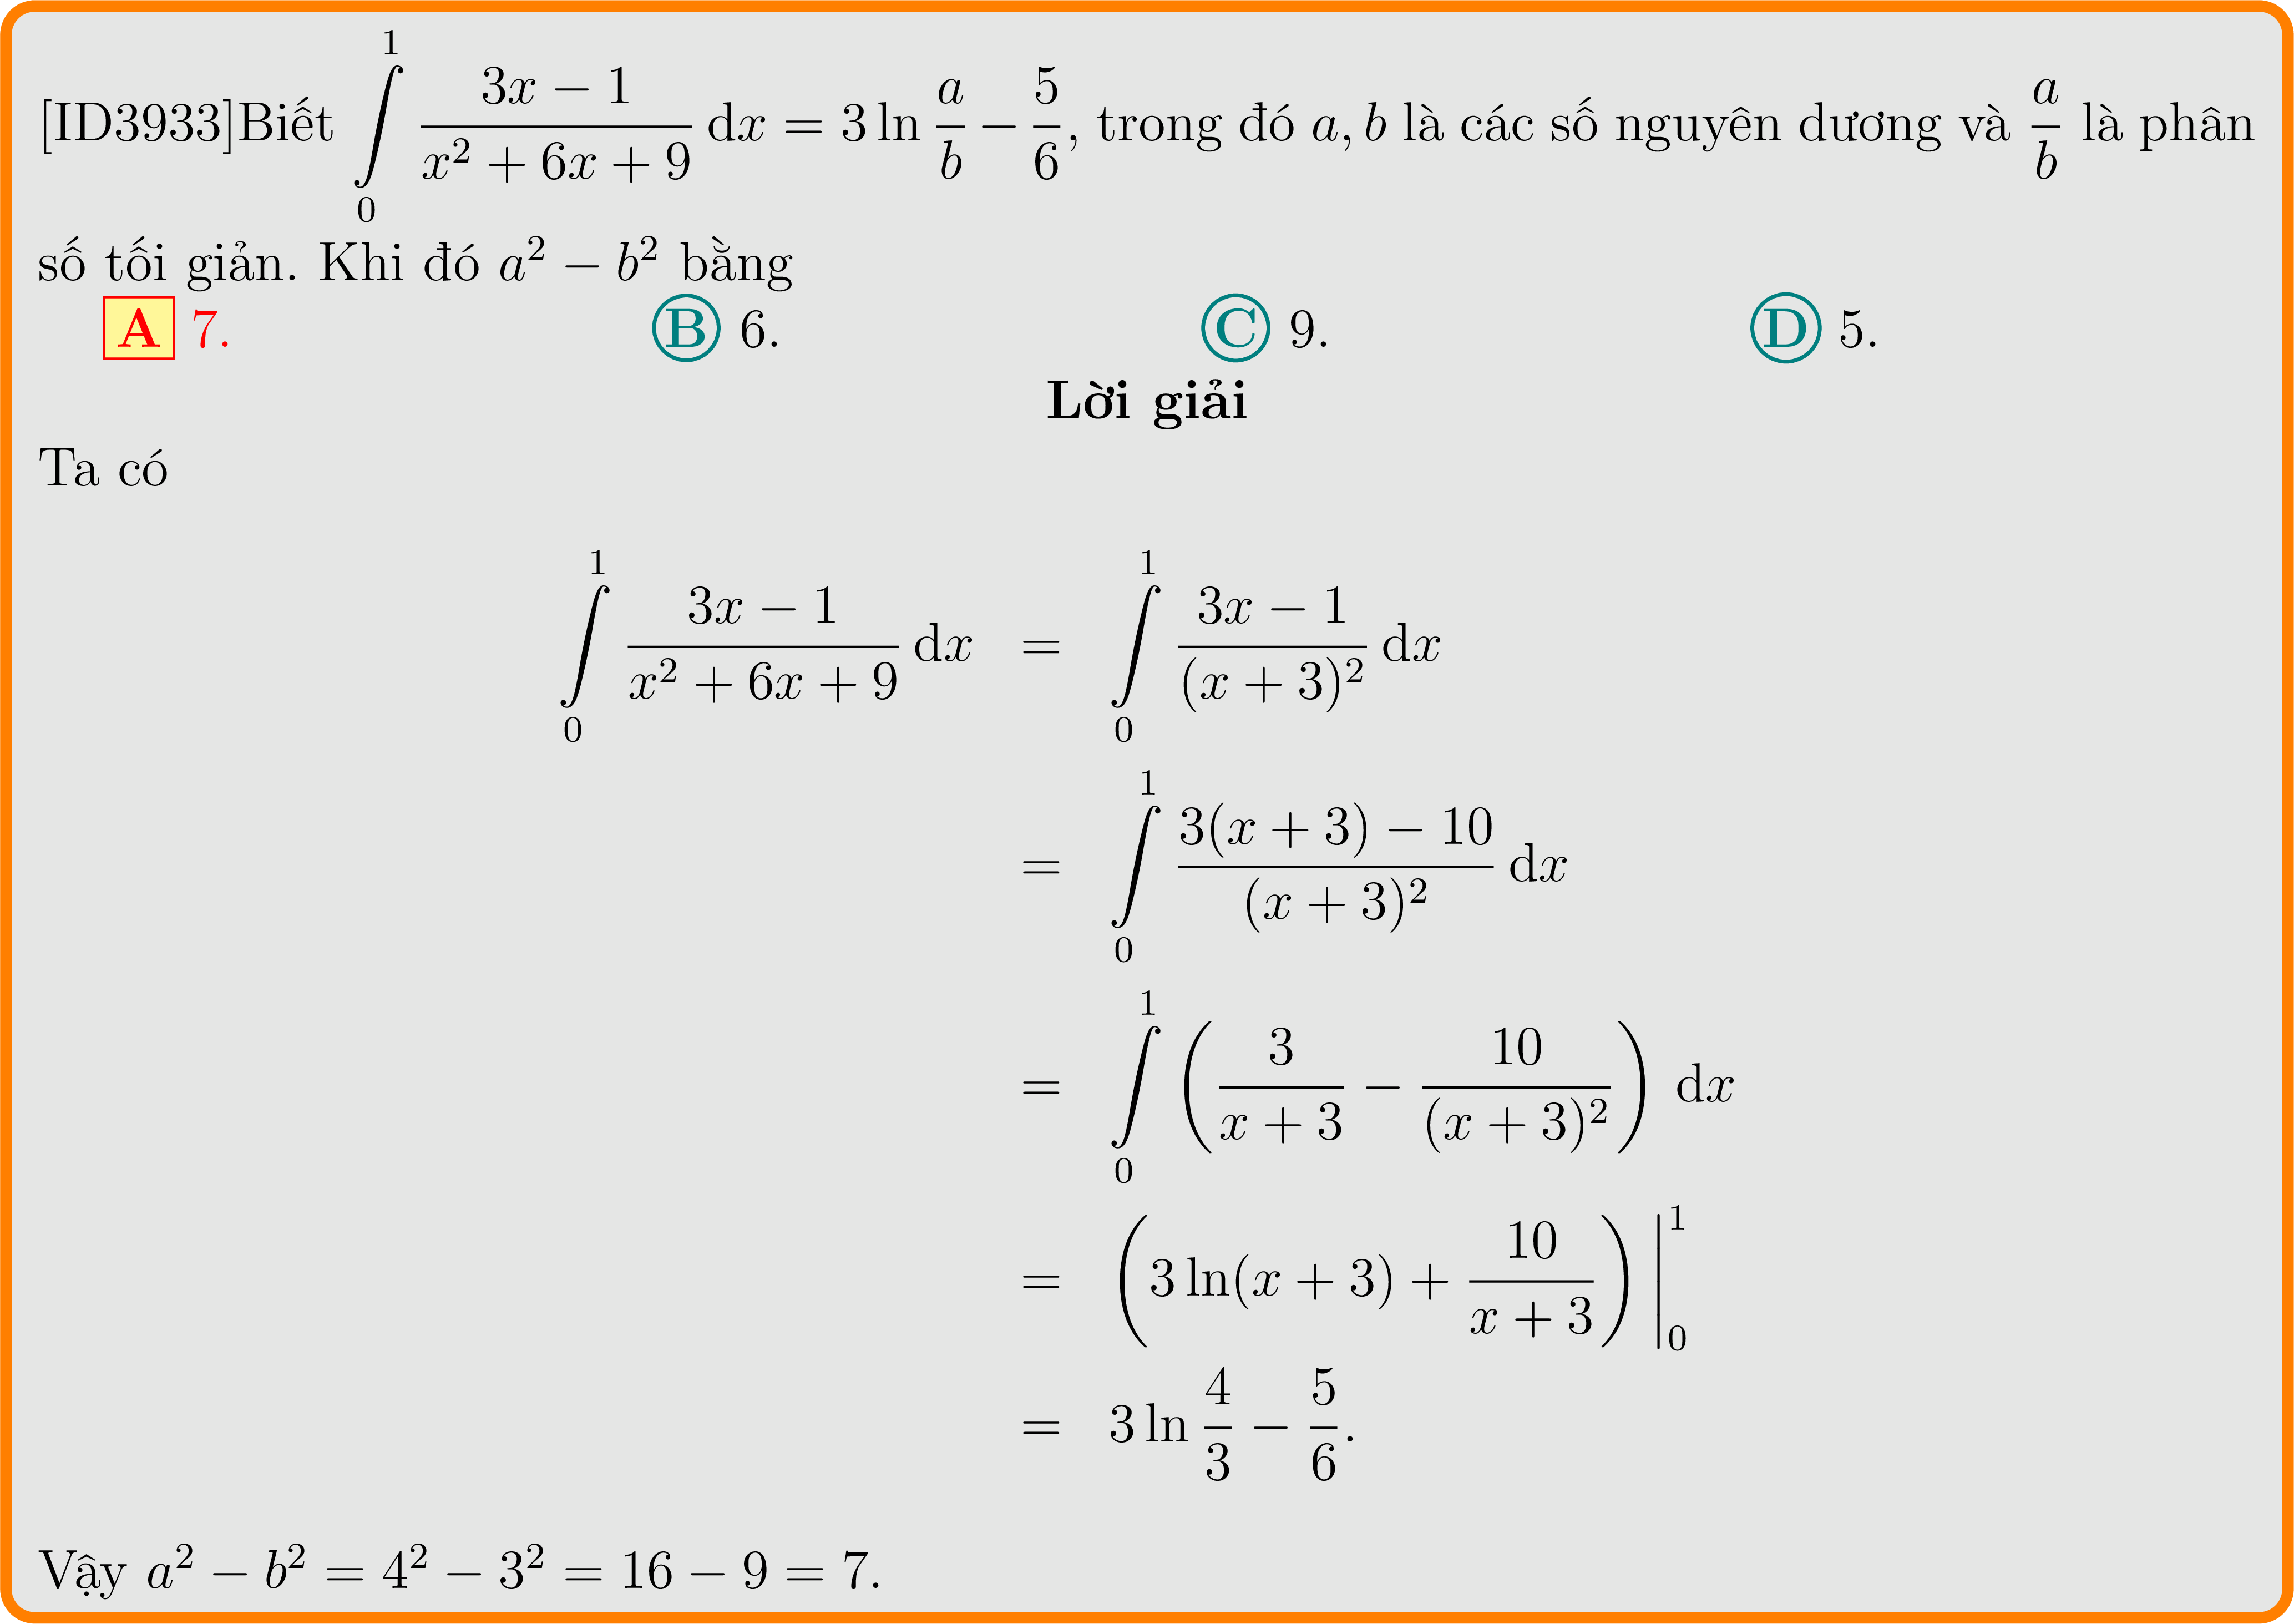 [ID3933]Biết $\int\limits_0^1 \frac{3x-1}{x^2+6x+9}\,\mathrm{d}x = 3\ln\frac{a}{b} - \frac{5}{6}$, trong đó $a, b$ là các số nguyên dương và $\frac{a}{b}$ là phân
số tối giản. Khi đó $a^2 - b^2$ bằng
A 7. B 6. C 9. D 5.
Lời giải
Ta có
$\int\limits_0^1 \frac{3x-1}{x^2+6x+9}\,\mathrm{d}x = \int\limits_0^1 \frac{3x-1}{(x+3)^2}\,\mathrm{d}x$
$= \int\limits_0^1 \frac{3(x+3)-10}{(x+3)^2}\,\mathrm{d}x$
$= \int\limits_0^1 \left(\frac{3}{x+3} - \frac{10}{(x+3)^2}\right)\,\mathrm{d}x$
$= \left(3\ln(x+3) + \frac{10}{x+3}\right)\Big|_0^1$
$= 3\ln\frac{4}{3} - \frac{5}{6}.$
Vậy $a^2 - b^2 = 4^2 - 3^2 = 16 - 9 = 7.$